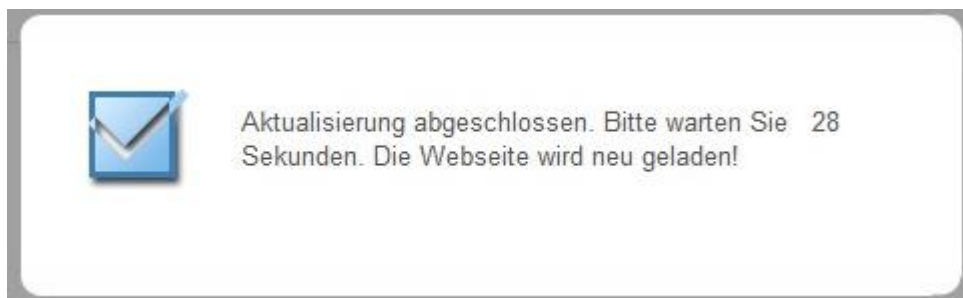 Aktualisierung abgeschlossen. Bitte warten Sie 28
Sekunden. Die Webseite wird neu geladen!